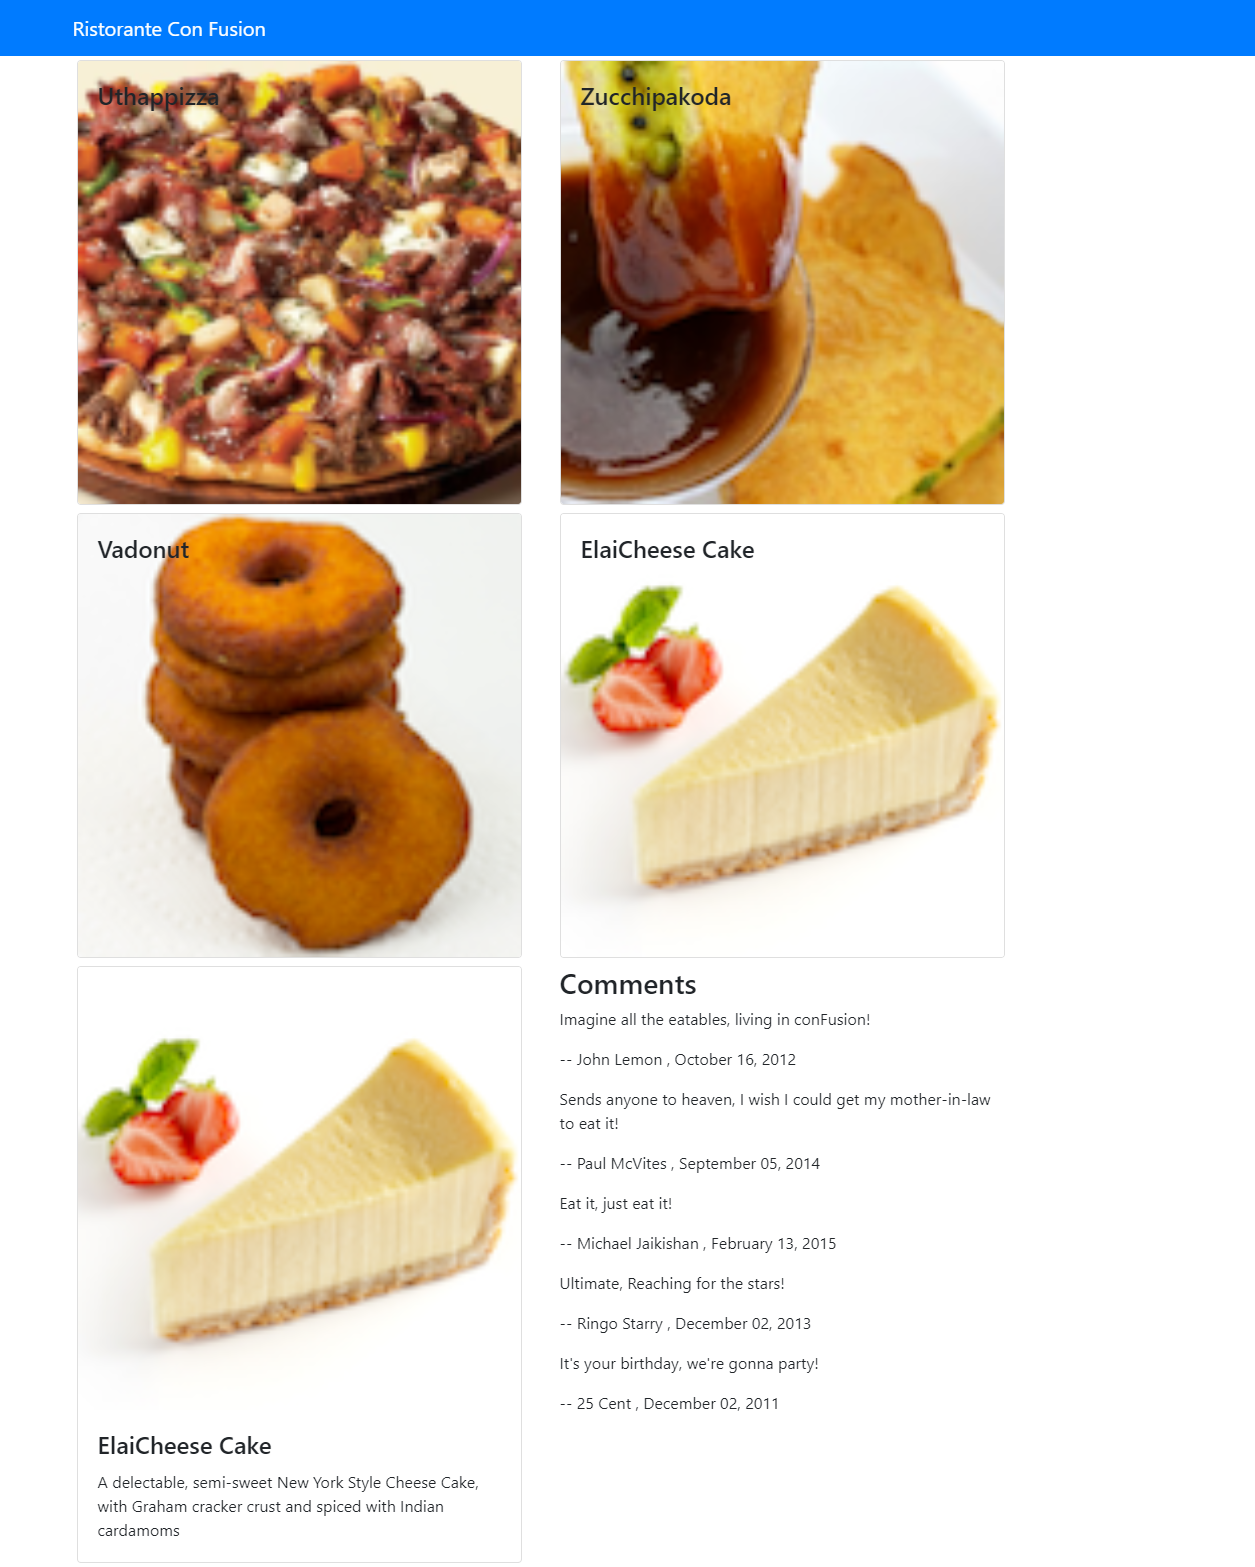 Ristorante Con Fusion
Uthappizza
Zucchipakoda
Vadonut
ElaiCheese Cake
ElaiCheese Cake
A delectable, semi-sweet New York Style Cheese Cake,
with Graham cracker crust and spiced with Indian
cardamoms
Comments
Imagine all the eatables, living in conFusion!
-- John Lemon , October 16, 2012
Sends anyone to heaven, I wish I could get my mother-in-law
to eat it!
-- Paul McVites , September 05, 2014
Eat it, just eat it!
-- Michael Jaikishan , February 13, 2015
Ultimate, Reaching for the stars!
-- Ringo Starry , December 02, 2013
It's your birthday, we're gonna party!
-- 25 Cent , December 02, 2011